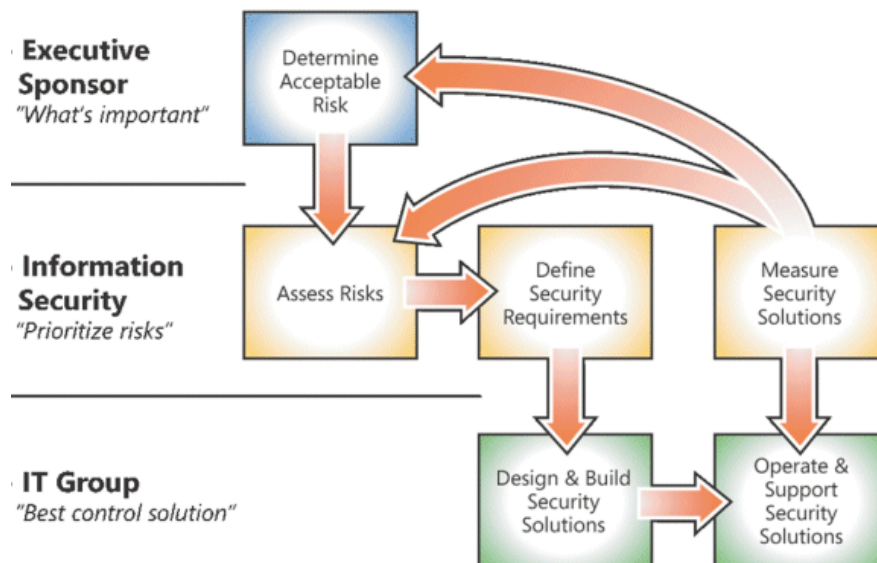 Executive
Sponsor
"What's important"
Determine
Acceptable
Risk
Information
Security
"Prioritize risks"
Assess Risks
Define
Security
Requirements
Measure
Security
Solutions
IT Group
"Best control solution"
Design & Build
Security
Solutions
Operate &
Support
Security
Solutions